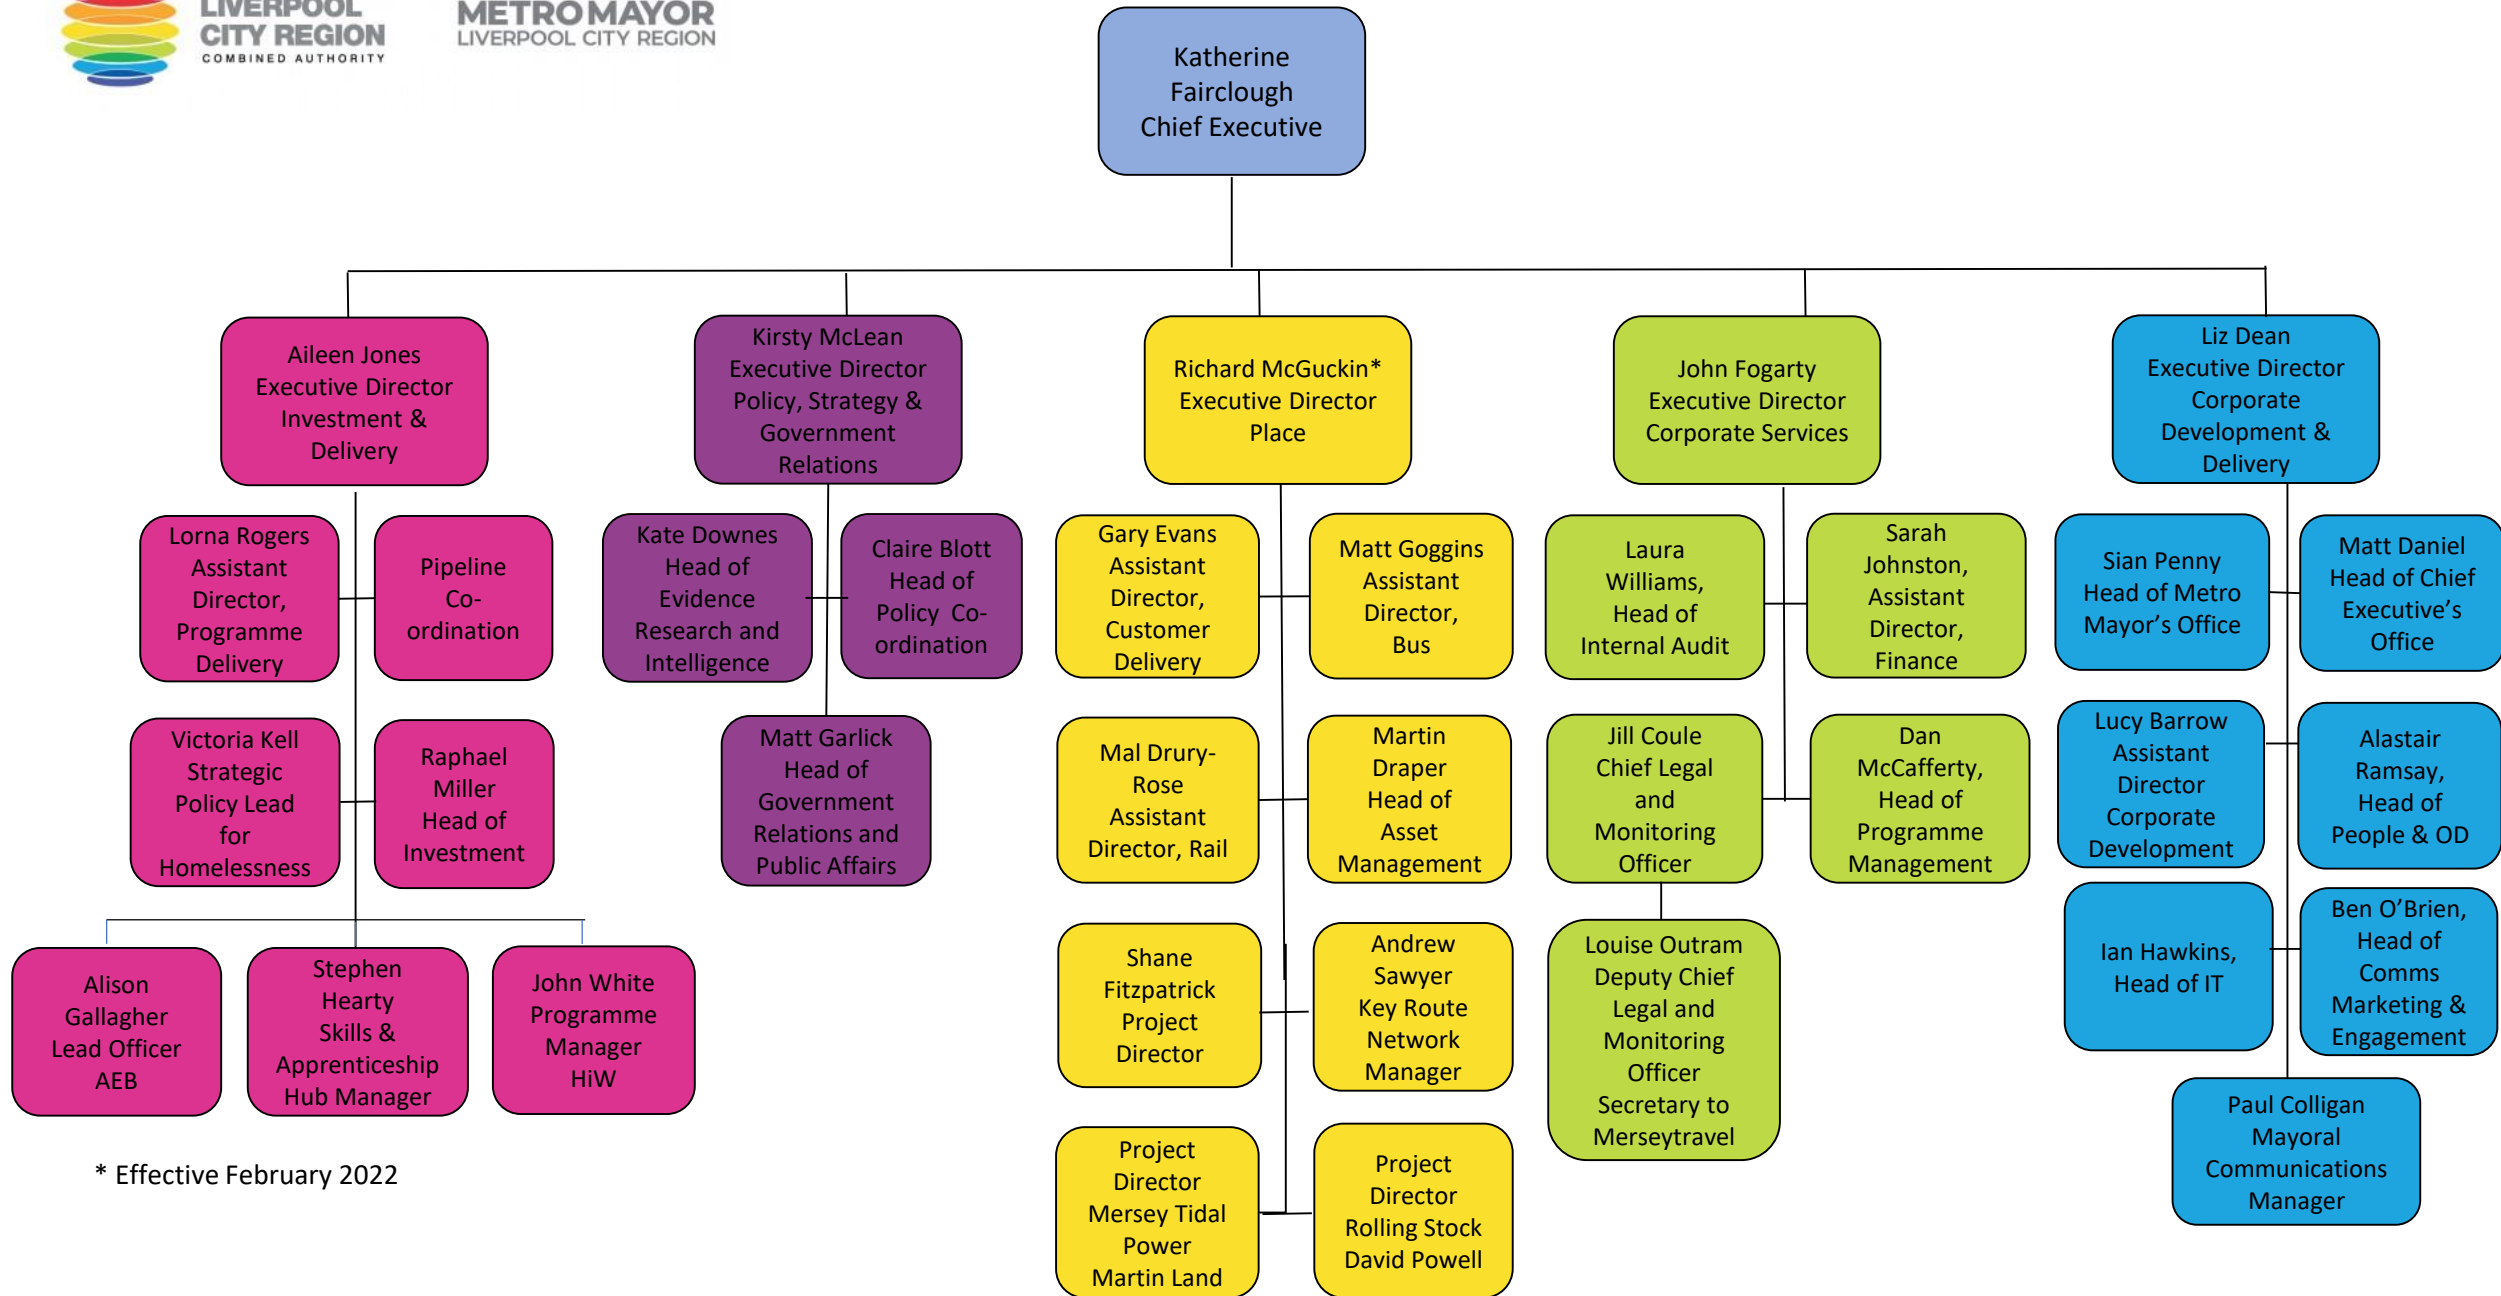 LIVERPOOL
CITY REGION
COMBINED AUTHORITY
METRO MAYOR
LIVERPOOL CITY REGION
Katherine
Fairclough
Chief Executive
Aileen Jones
Executive Director
Investment &
Delivery
Kirsty McLean
Executive Director
Policy, Strategy &
Government
Relations
Richard McGuckin*
Executive Director
Place
John Fogarty
Executive Director
Corporate Services
Liz Dean
Executive Director
Corporate
Development &
Delivery
Lorna Rogers
Assistant
Director,
Programme
Delivery
Pipeline
Co-
ordination
Kate Downes
Head of
Evidence
Research and
Intelligence
Claire Blott
Head of
Policy Co-
ordination
Gary Evans
Assistant
Director,
Customer
Delivery
Matt Goggins
Assistant
Director,
Bus
Laura
Williams,
Head of
Internal Audit
Sarah
Johnston,
Assistant
Director,
Finance
Sian Penny
Head of Metro
Mayor’s Office
Matt Daniel
Head of Chief
Executive’s
Office
Victoria Kell
Strategic
Policy Lead
for
Homelessness
Raphael
Miller
Head of
Investment
Matt Garlick
Head of
Government
Relations and
Public Affairs
Mal Drury-
Rose
Assistant
Director, Rail
Martin
Draper
Head of
Asset
Management
Jill Coule
Chief Legal
and
Monitoring
Officer
Dan
McCafferty,
Head of
Programme
Management
Lucy Barrow
Assistant
Director
Corporate
Development
Alastair
Ramsay,
Head of
People & OD
Alison
Gallagher
Lead Officer
AEB
Stephen
Hearty
Skills &
Apprenticeship
Hub Manager
John White
Programme
Manager
HiW
Shane
Fitzpatrick
Project
Director
Andrew
Sawyer
Key Route
Network
Manager
Louise Outram
Deputy Chief
Legal and
Monitoring
Officer
Secretary to
Merseytravel
Ian Hawkins,
Head of IT
Ben O’Brien,
Head of
Comms
Marketing &
Engagement
Project
Director
Mersey Tidal
Power
Martin Land
Project
Director
Rolling Stock
David Powell
Paul Colligan
Mayoral
Communications
Manager
* Effective February 2022